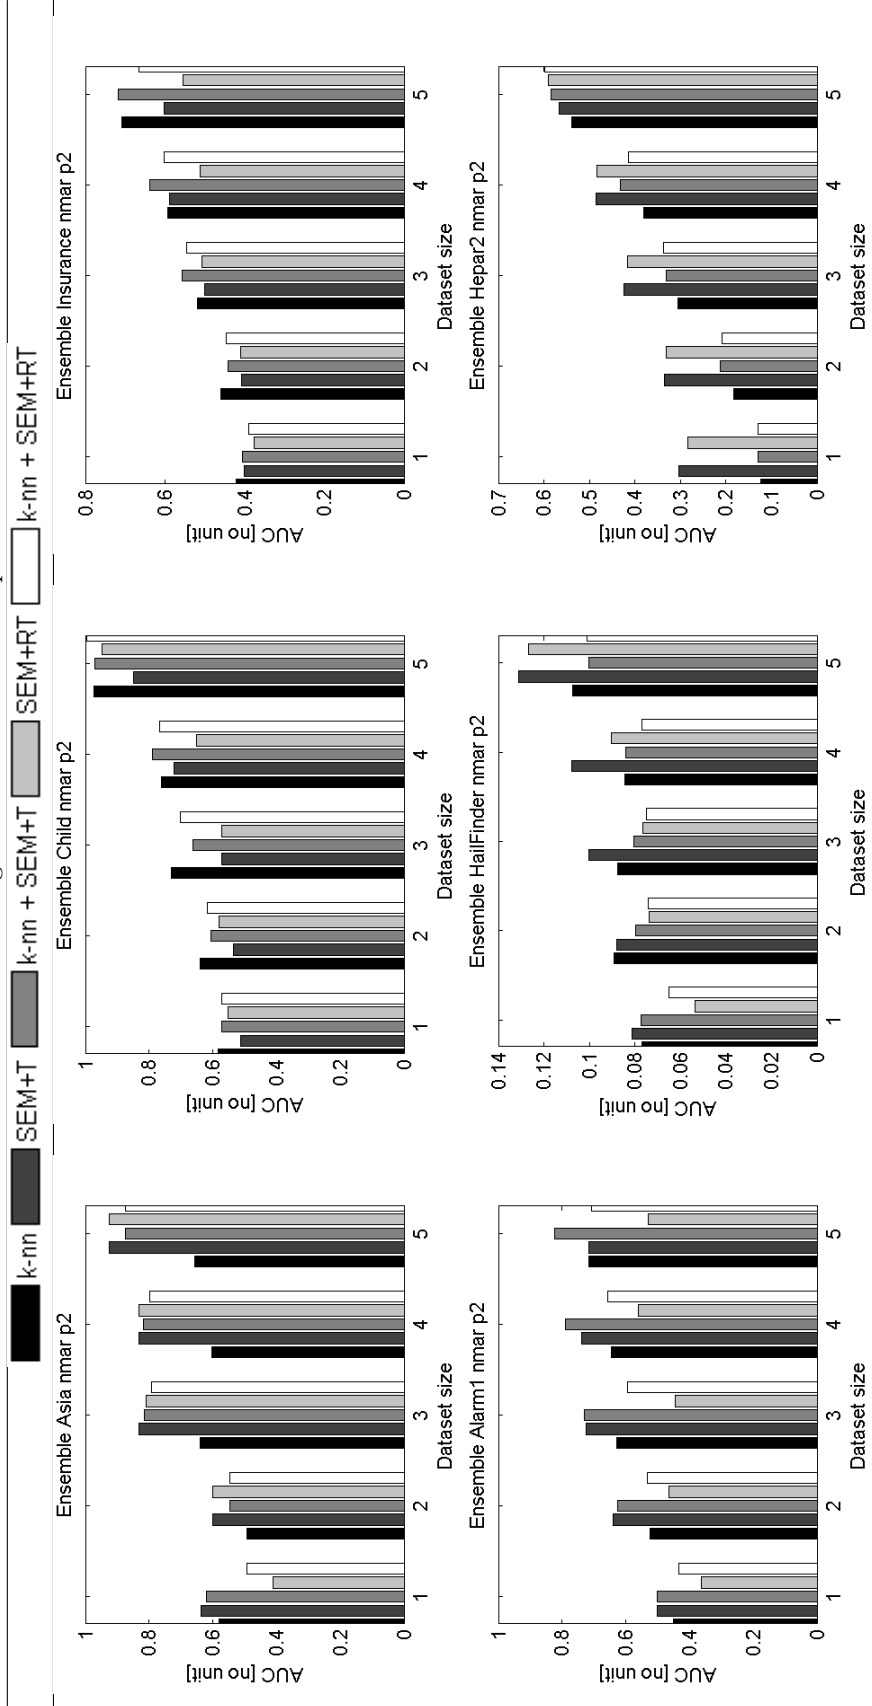 k-nn SEM+T k-nn + SEM+T SEM+RT k-nn + SEM+RT
Ensemble Asia nmar p2
1
0.8
0.6
0.4
0.2
0
AUC [no unit]
1 2 3 4 5
Dataset size
Ensemble Child nmar p2
1
0.8
0.6
0.4
0.2
0
AUC [no unit]
1 2 3 4 5
Dataset size
Ensemble Insurance nmar p2
0.8
0.6
0.4
0.2
0
AUC [no unit]
1 2 3 4 5
Dataset size
Ensemble Alarm1 nmar p2
1
0.8
0.6
0.4
0.2
0
AUC [no unit]
1 2 3 4 5
Dataset size
Ensemble HailFinder nmar p2
0.14
0.12
0.1
0.08
0.06
0.04
0.02
0
AUC [no unit]
1 2 3 4 5
Dataset size
Ensemble Hepar2 nmar p2
0.7
0.6
0.5
0.4
0.3
0.2
0.1
0
AUC [no unit]
1 2 3 4 5
Dataset size